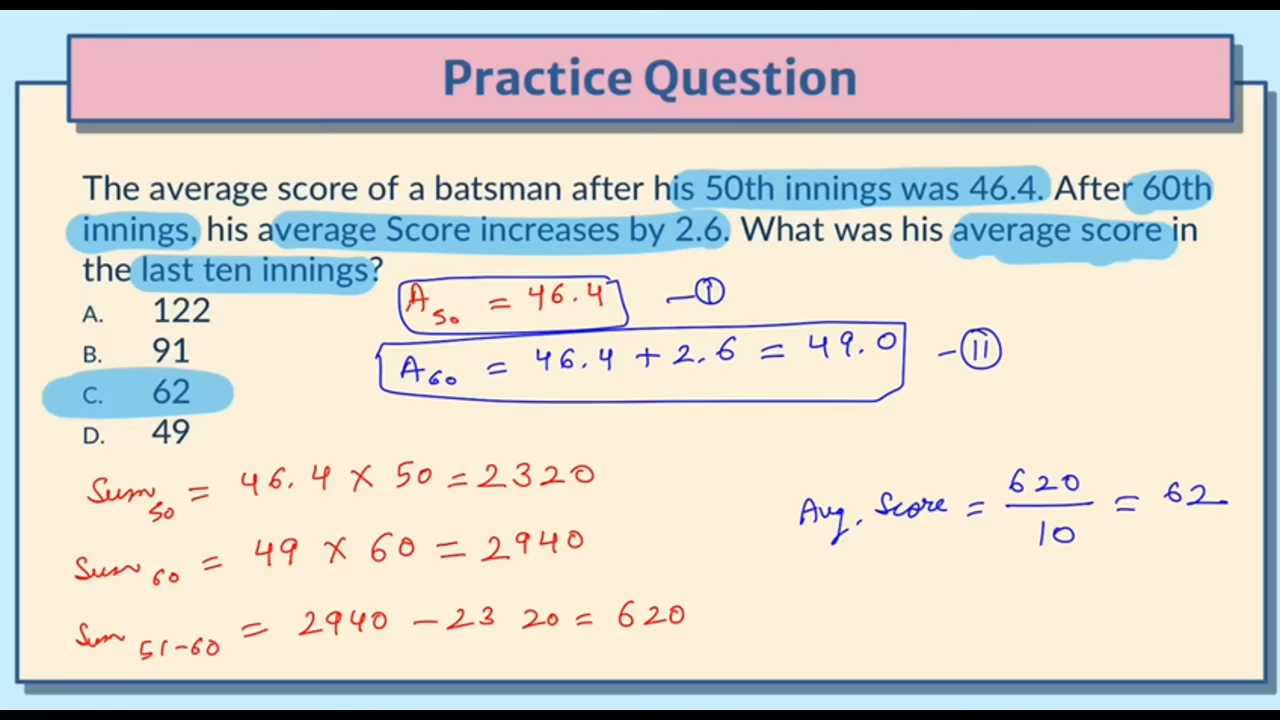 Practice Question
The average score of a batsman after his 50th innings was 46.4. After 60th
innings, his average Score increases by 2.6. What was his average score in
the last ten innings?
A. 122
B. 91
C. 62
D. 49
A50 = 46.4 – I
A60 = 46.4 + 2.6 = 49.0 – II
Sum50 = 46.4 × 50 = 2320
Sum60 = 49 × 60 = 2940
Sum51-60 = 2940 – 2320 = 620
Avg. Score = 620/10 = 62